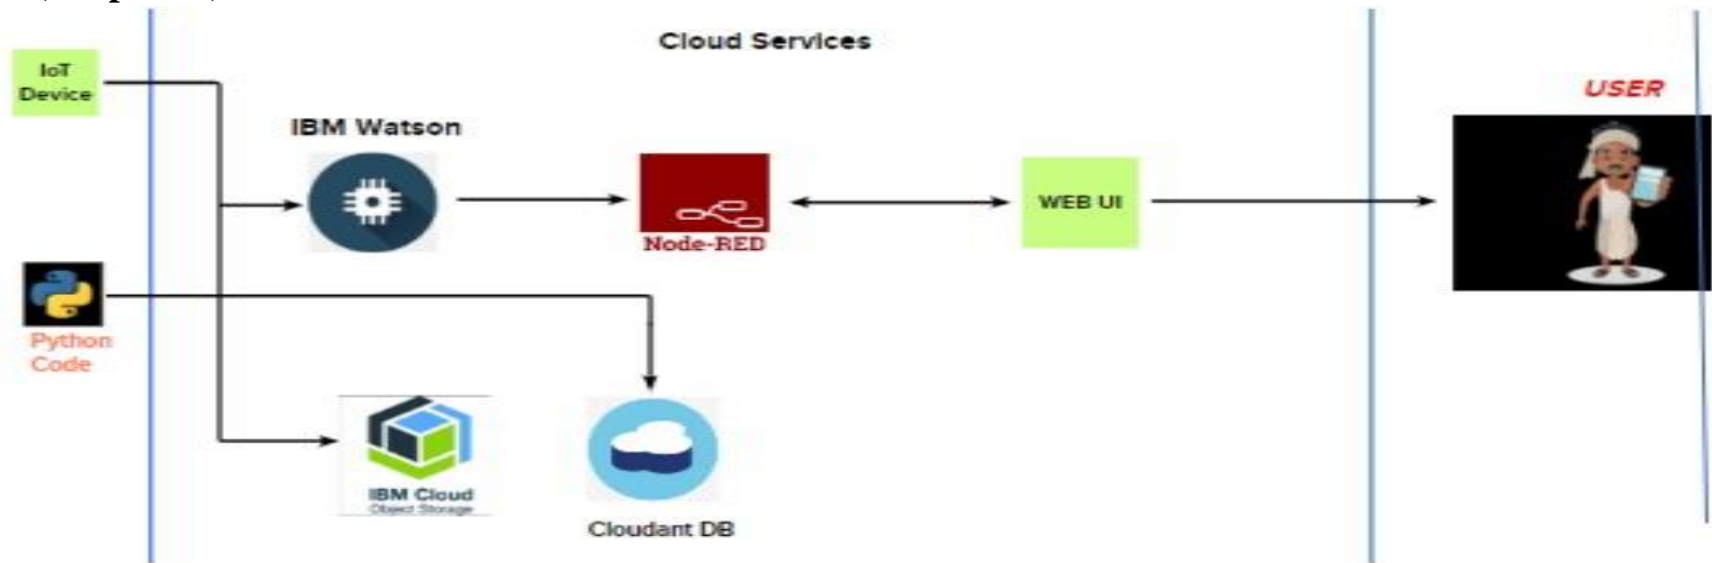 Cloud Services
IoT
Device
USER
IBM Watson
WEB UI
Node-RED
Python
Code
IBM Cloud
Object Storage
Cloudant DB